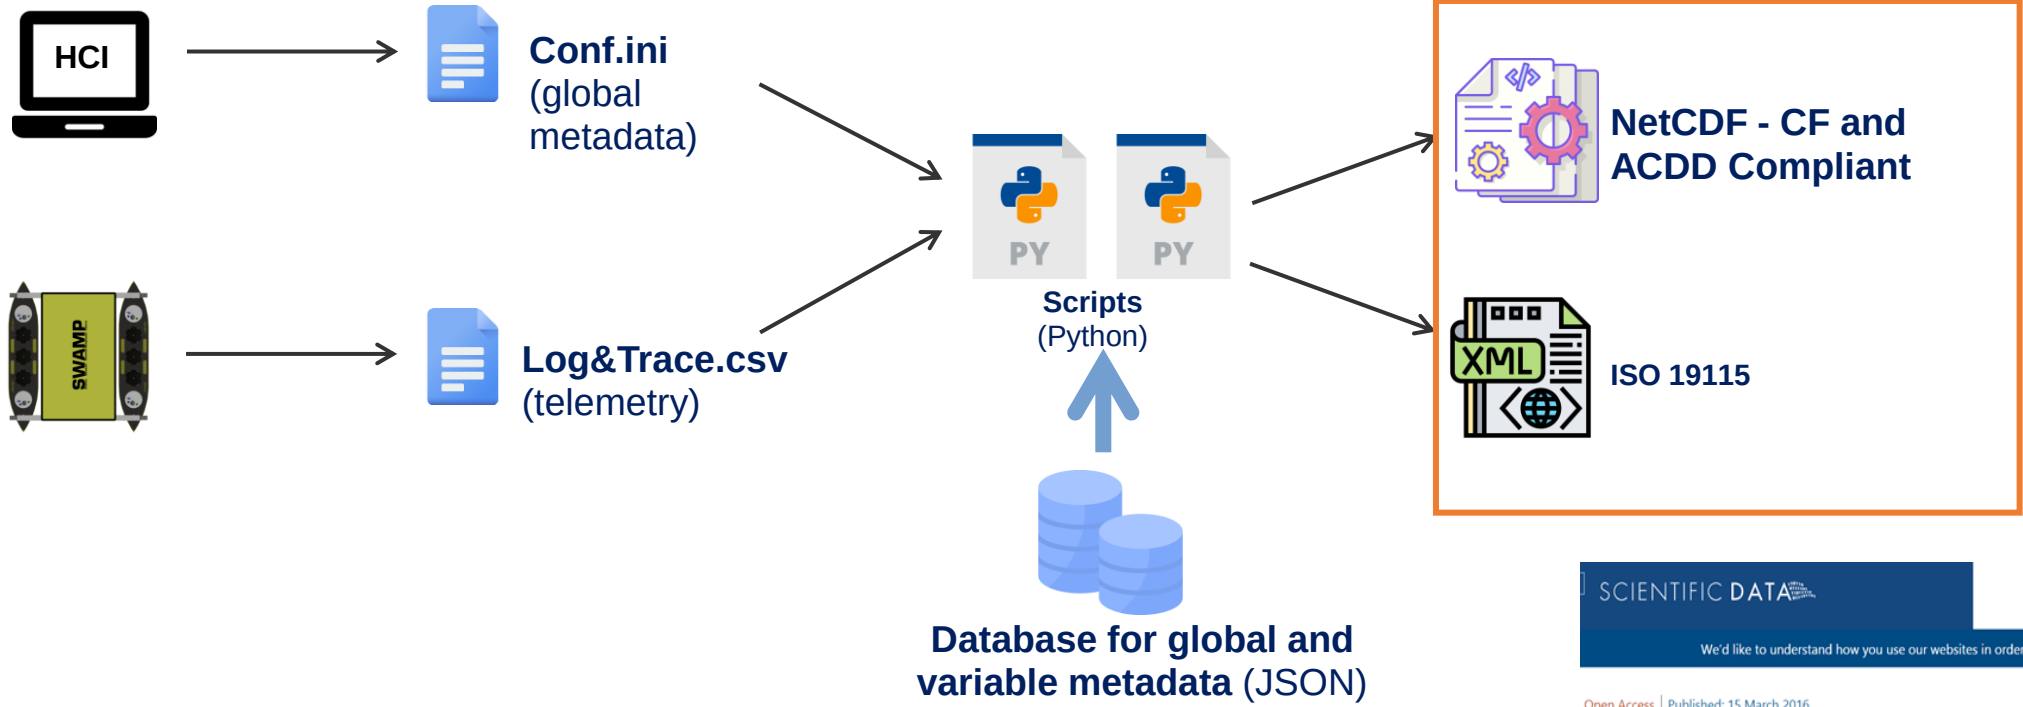 HCI
Conf.ini
(global
metadata)
SWAMP
Log&Trace.csv
(telemetry)
PY
PY
Scripts
(Python)
Database for global and
variable metadata (JSON)
NetCDF - CF and
ACDD Compliant
XML
ISO 19115
SCIENTIFIC DATA
We'd like to understand how you use our websites in order
Open Access | Published: 15 March 2016